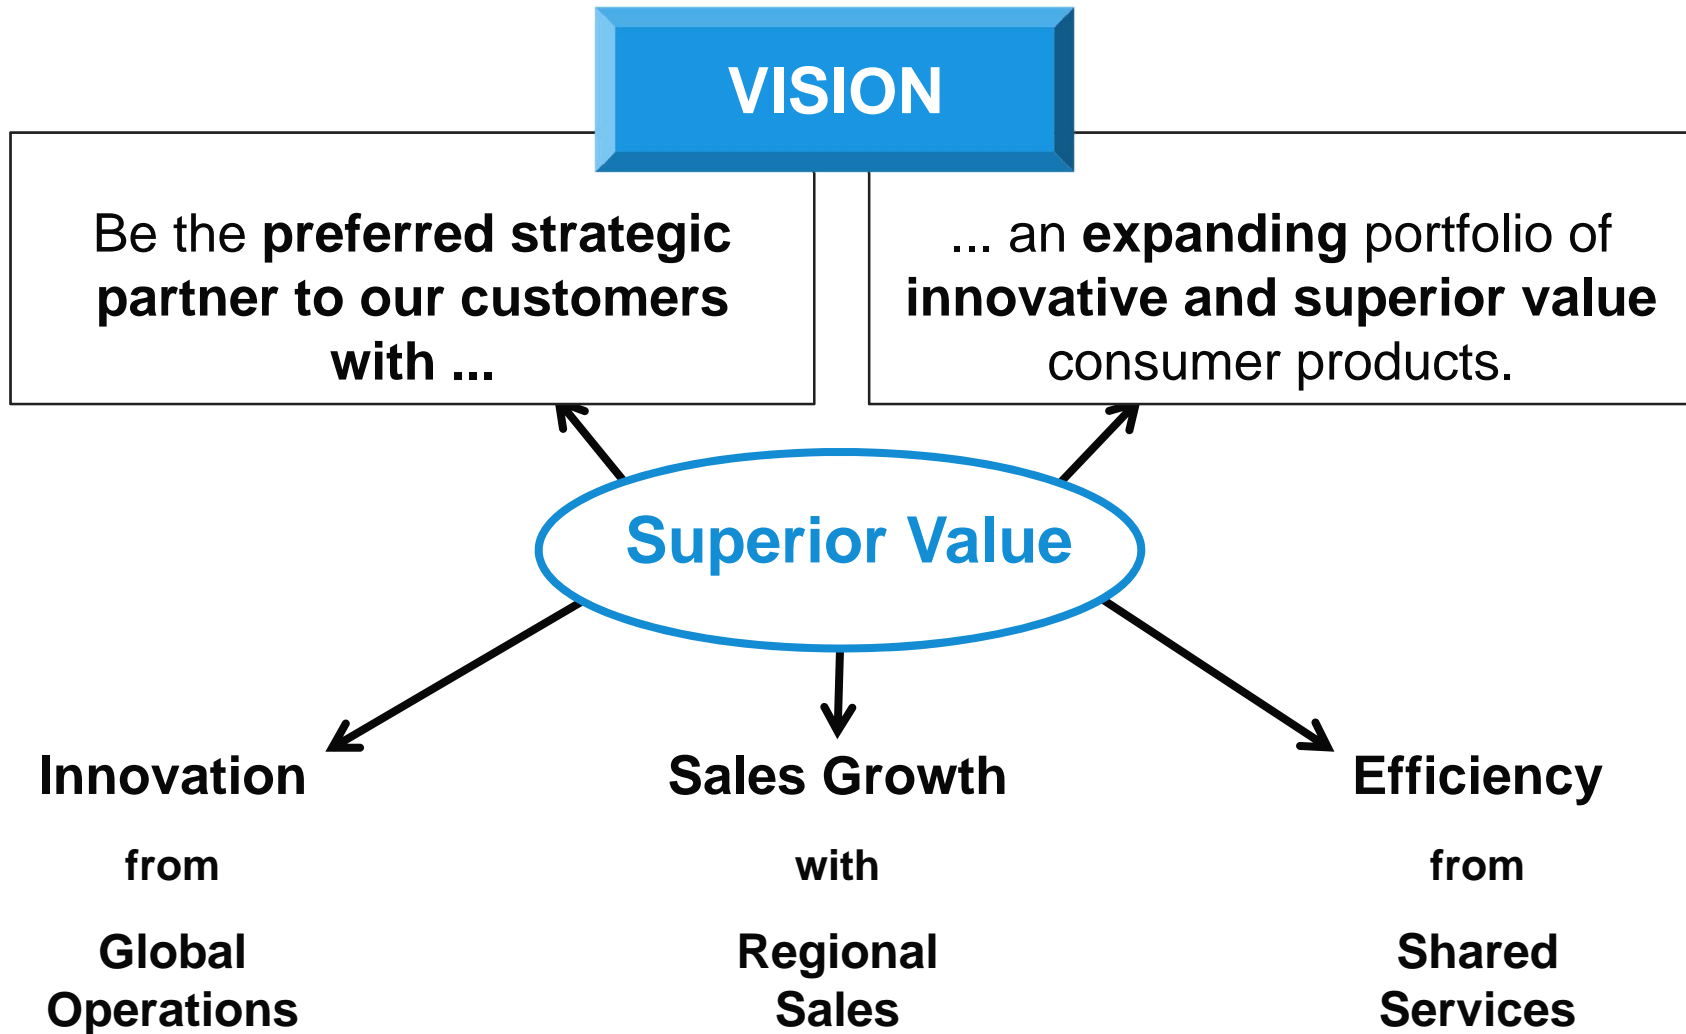 VISION
Be the preferred strategic
partner to our customers
with ...
... an expanding portfolio of
innovative and superior value
consumer products.
Superior Value
Innovation
from
Global
Operations
Sales Growth
with
Regional
Sales
Efficiency
from
Shared
Services